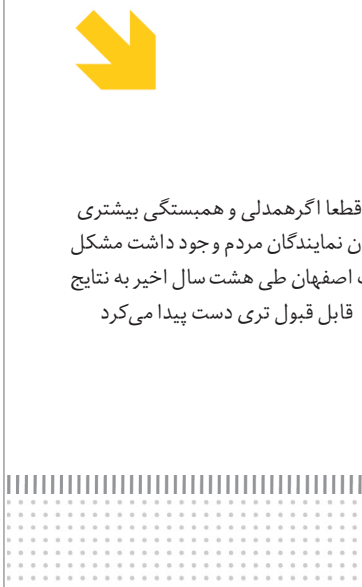 قطعا اگرهمدلی و همبستگی بیشتری
نمایندگان مردم وجود داشت مشکل
اصفهان طی هشت سال اخیر به نتایج
قابل قبول تری دست پیدا می‌کرد